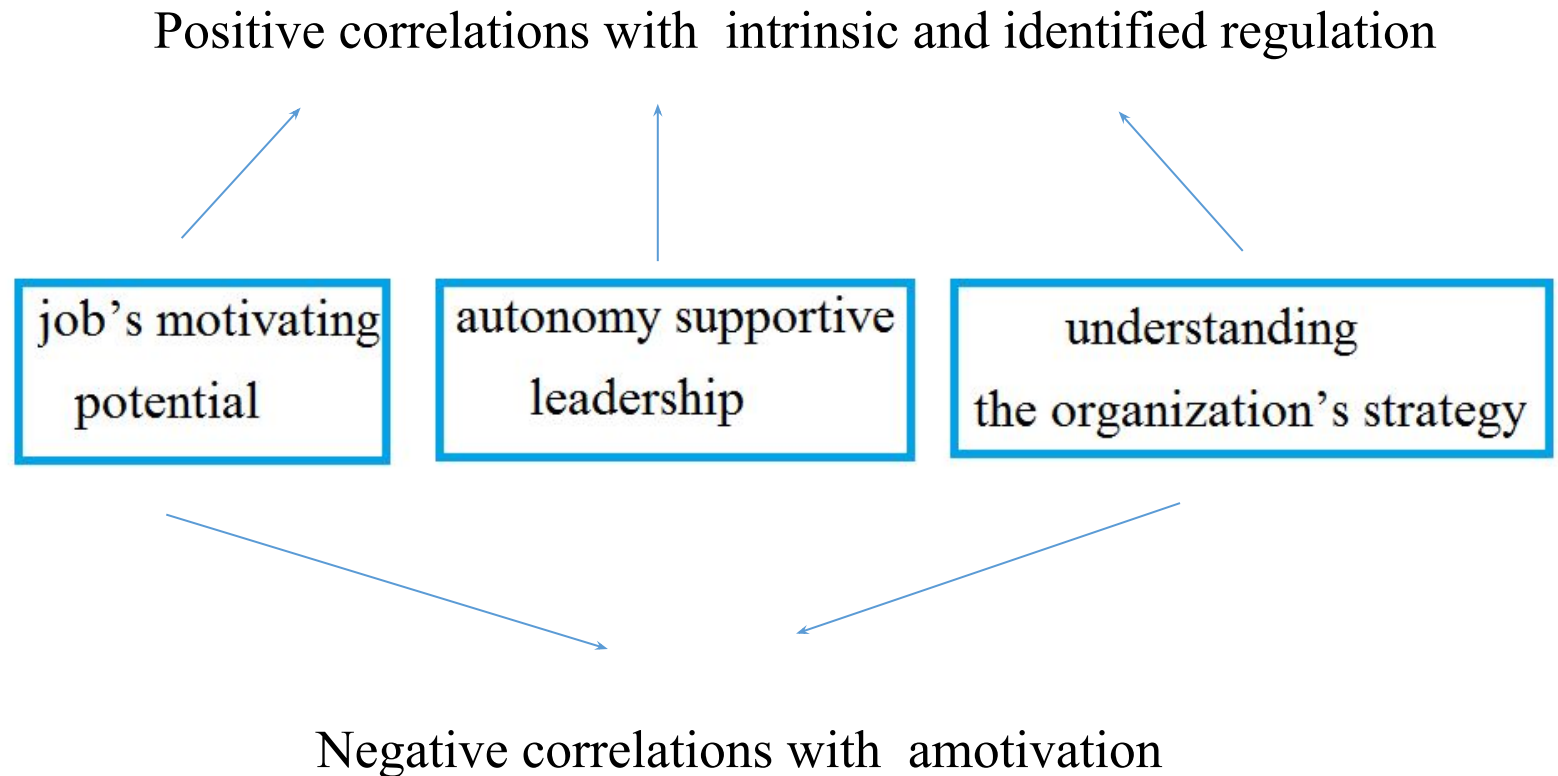 Positive correlations with intrinsic and identified regulation
job’s motivating
potential
autonomy supportive
leadership
understanding
the organization’s strategy
Negative correlations with amotivation